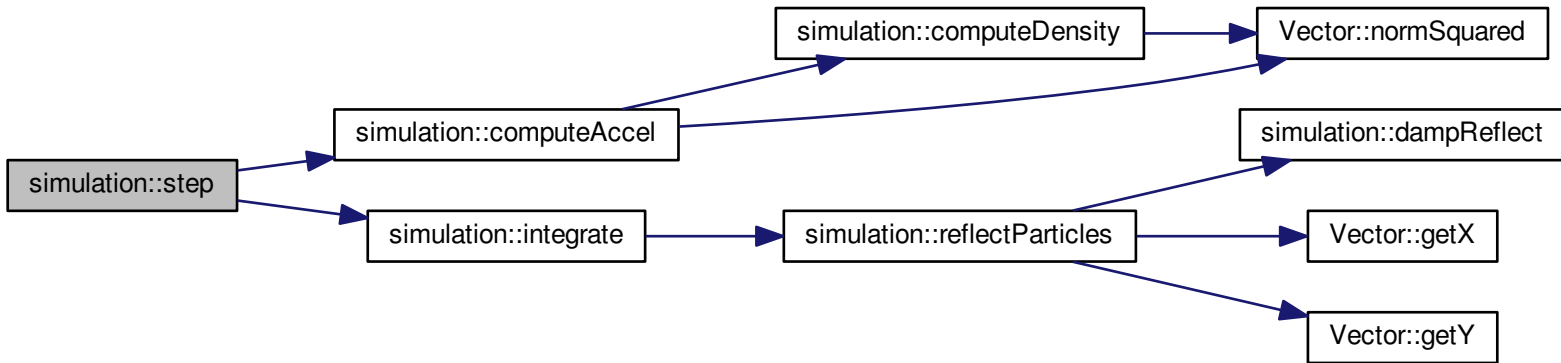 simulation::step
simulation::computeAccel
simulation::integrate
simulation::computeDensity
simulation::reflectParticles
Vector::normSquared
simulation::dampReflect
Vector::getX
Vector::getY